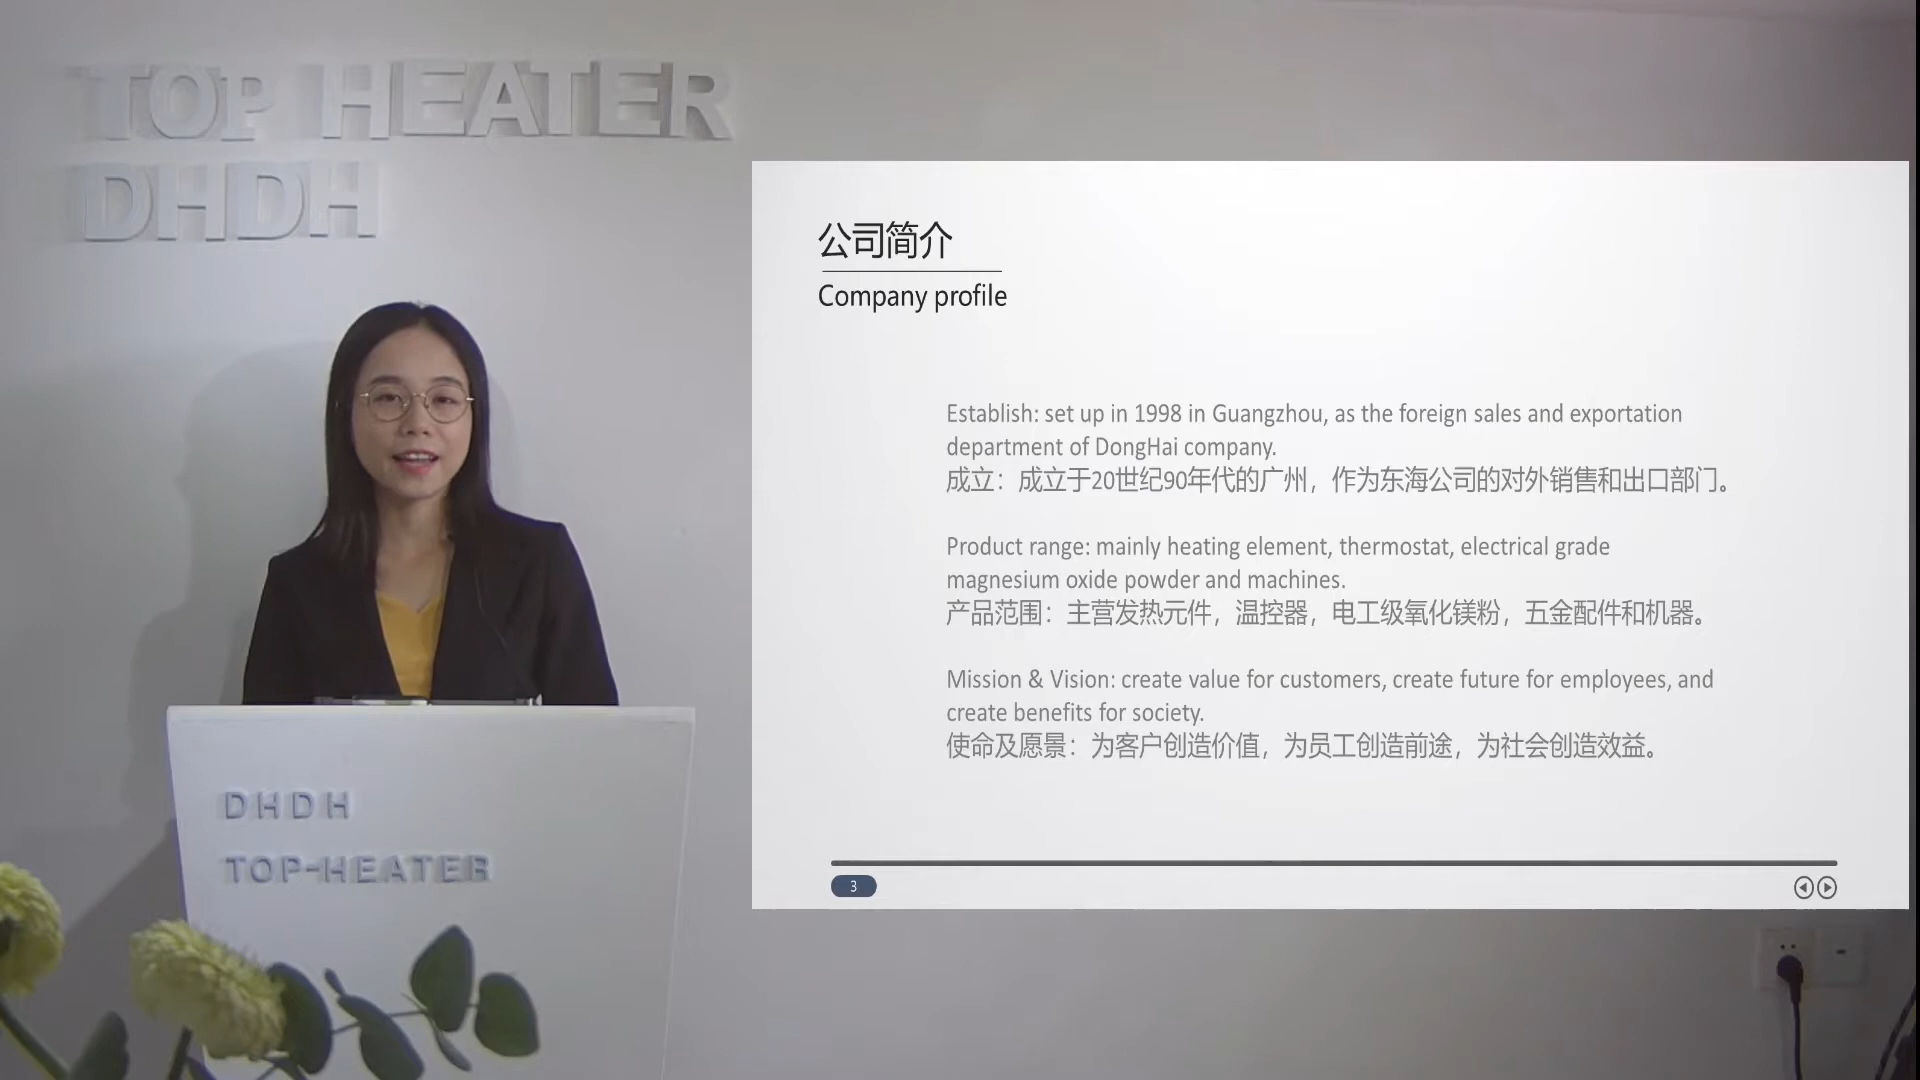 TOP HEATER
DHDH
公司简介
Company profile
Establish: set up in 1998 in Guangzhou, as the foreign sales and exportation
department of DongHai company.
成立：成立于20世纪90年代的广州，作为东海公司的对外销售和出口部门。
Product range: mainly heating element, thermostat, electrical grade
magnesium oxide powder and machines.
产品范围：主营发热元件，温控器，电工级氧化镁粉，五金配件和机器。
Mission & Vision: create value for customers, create future for employees, and
create benefits for society.
使命及愿景：为客户创造价值，为员工创造前途，为社会创造效益。
3
DHDH
TOP-HEATER